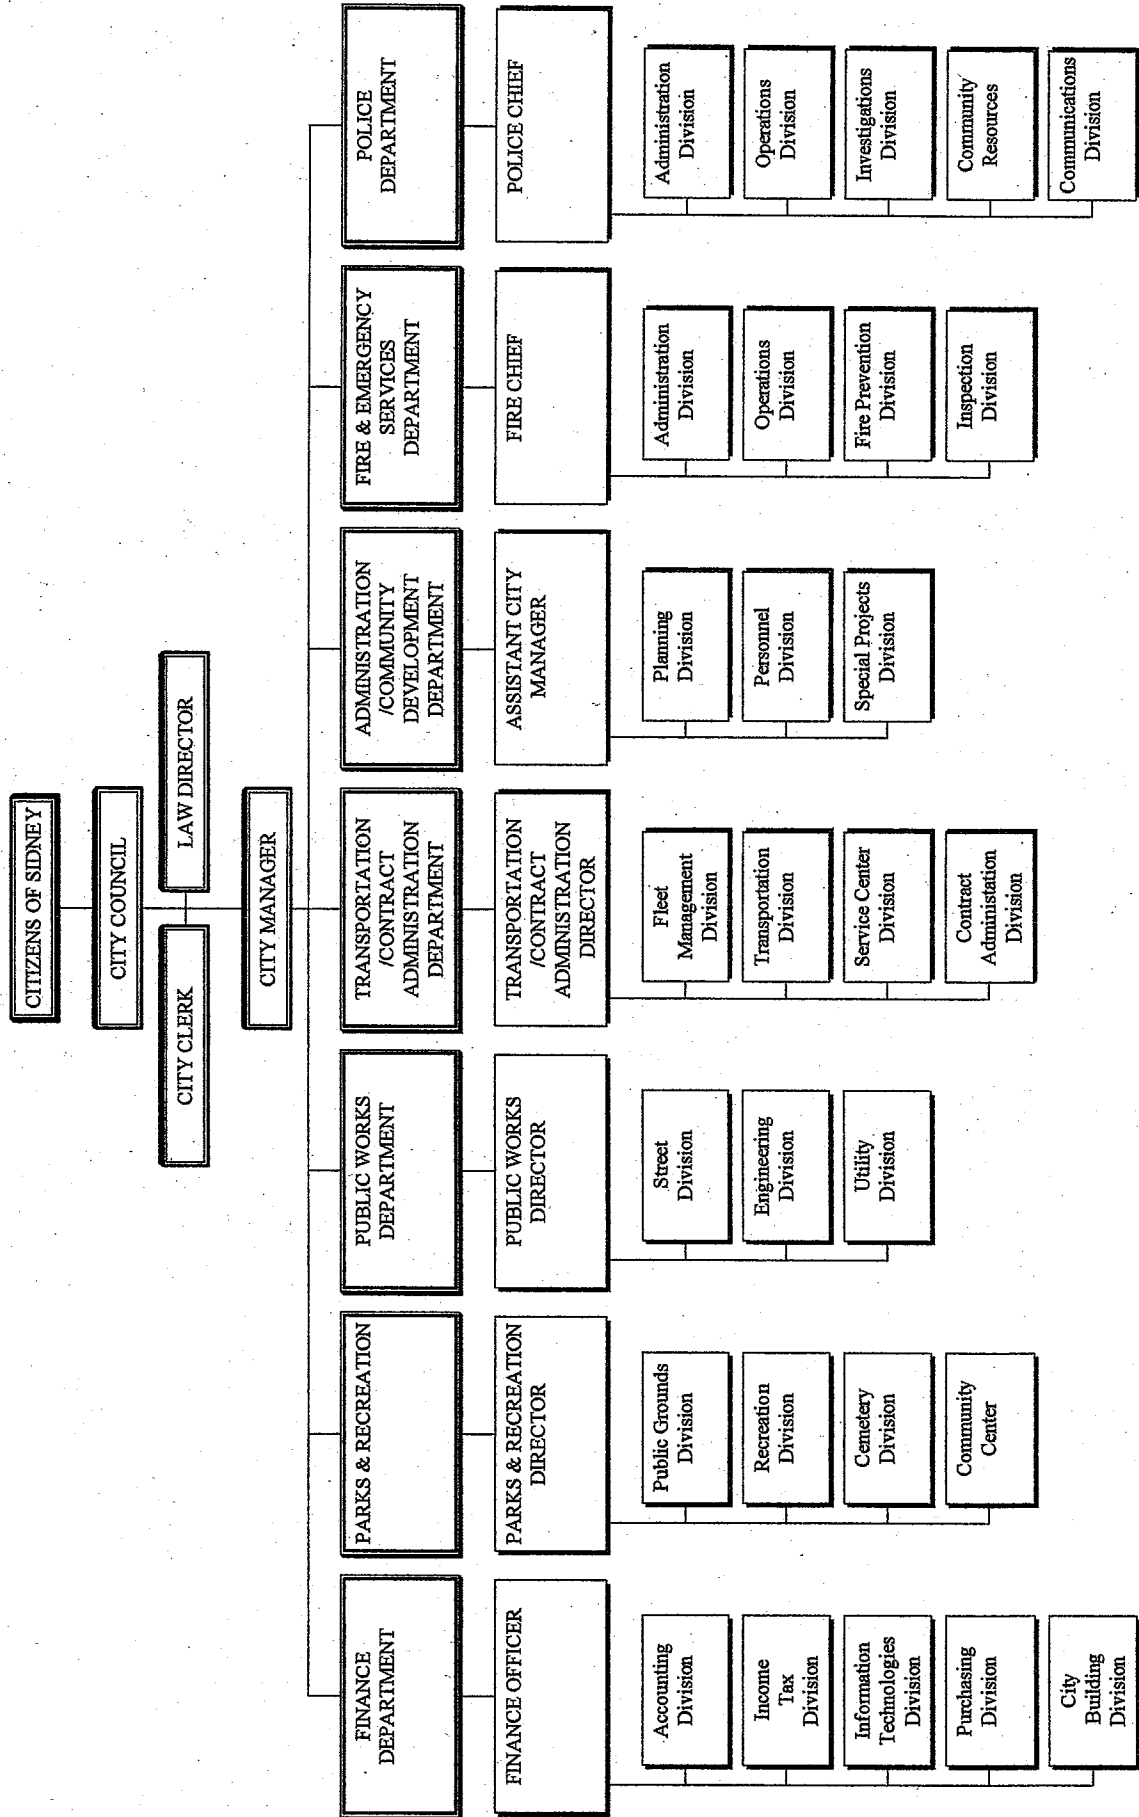 CITIZENS OF SIDNEY
CITY COUNCIL
CITY CLERK
LAW DIRECTOR
CITY MANAGER
FINANCE
DEPARTMENT
FINANCE OFFICER
Accounting
Division
Income
Tax
Division
Information
Technologies
Division
Purchasing
Division
City
Building
Division
PARKS & RECREATION
PARKS & RECREATION
DIRECTOR
Public Grounds
Division
Recreation
Division
Cemetery
Division
Community
Center
PUBLIC WORKS
DEPARTMENT
PUBLIC WORKS
DIRECTOR
Street
Division
Engineering
Division
Utility
Division
TRANSPORTATION
/CONTRACT
ADMINISTRATION
DEPARTMENT
TRANSPORTATION
/CONTRACT
ADMINISTRATION
DIRECTOR
Fleet
Management
Division
Transportation
Division
Service Center
Division
Contract
Administation
Division
ADMINISTRATION
/COMMUNITY
DEVELOPMENT
DEPARTMENT
ASSISTANT CITY
MANAGER
Planning
Division
Personnel
Division
Special Projects
Division
FIRE & EMERGENCY
SERVICES
DEPARTMENT
FIRE CHIEF
Administration
Division
Operations
Division
Fire Prevention
Division
Inspection
Division
POLICE
DEPARTMENT
POLICE CHIEF
Administration
Division
Operations
Division
Investigations
Division
Community
Resources
Communications
Division